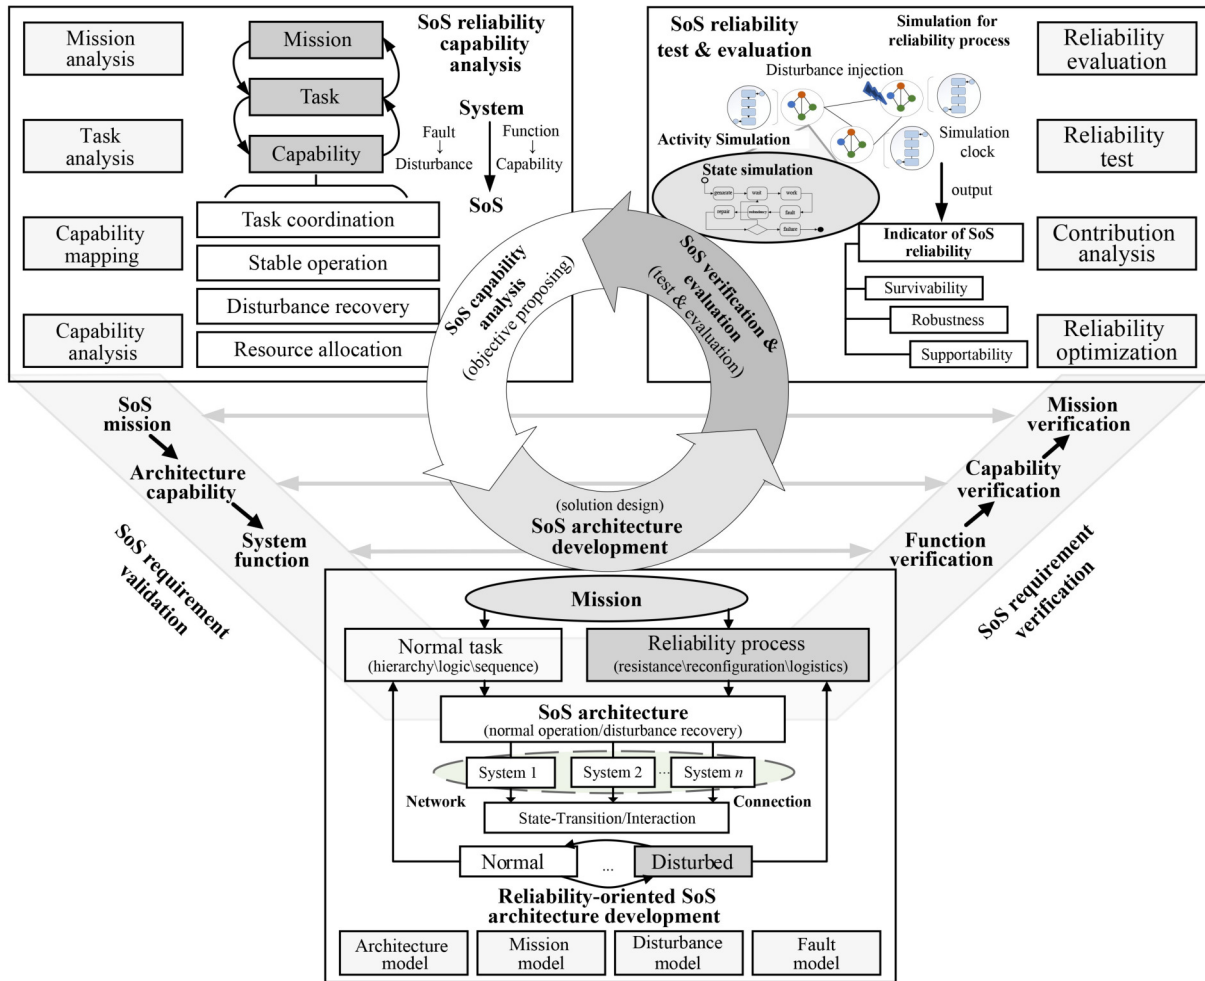 Mission
analysis
Task
analysis
Capability
mapping
Capability
analysis
Mission
Task
Capability
Task coordination
Stable operation
Disturbance recovery
Resource allocation
SoS reliability
capability
analysis
System
Fault
↓
Disturbance
Function
↓
Capability
SoS
SoS reliability
test & evaluation
Simulation for
reliability process
Disturbance injection
Activity Simulation
Simulation
clock
State simulation
generate
wait
work
repair
redundancy
fault
failure
output
Indicator of SoS
reliability
Survivability
Robustness
Supportability
Reliability
evaluation
Reliability
test
Contribution
analysis
Reliability
optimization
SoS capability
analysis
(objective proposing)
SoS verification &
evaluation
(test & evaluation)
(solution design)
SoS architecture
development
SoS
mission
Architecture
capability
System
function
SoS requirement
validation
Mission
verification
Capability
verification
Function
verification
SoS requirement
verification
Mission
Normal task
(hierarchy\logic\sequence)
Reliability process
(resistance\reconfiguration\logistics)
SoS architecture
(normal operation/disturbance recovery)
System 1
System 2
...
System n
Network
Connection
State-Transition/Interaction
Normal
...
Disturbed
Reliability-oriented SoS
architecture development
Architecture
model
Mission
model
Disturbance
model
Fault
model